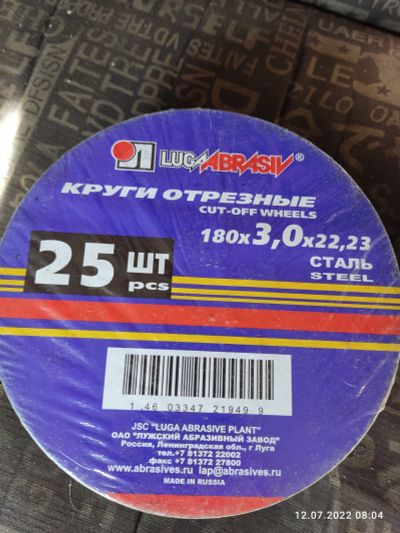 LUGAABRASIV®
КРУГИ ОТРЕЗНЫЕ
CUT-OFF WHEELS
180x3,0x22,23
25 ШТ
pcs
СТАЛЬ
STEEL
1 46 03347 21949 9
JSC "LUGA ABRASIVE PLANT"
ОАО "ЛУЖСКИЙ АБРАЗИВНЫЙ ЗАВОД"
Россия, Ленинградская обл., г Луга
тел.+7 81372 22002
факс +7 81372 27800
www.abrasives.ru iap@abrasives.ru
MADE IN RUSSIA
12.07.2022 08:04